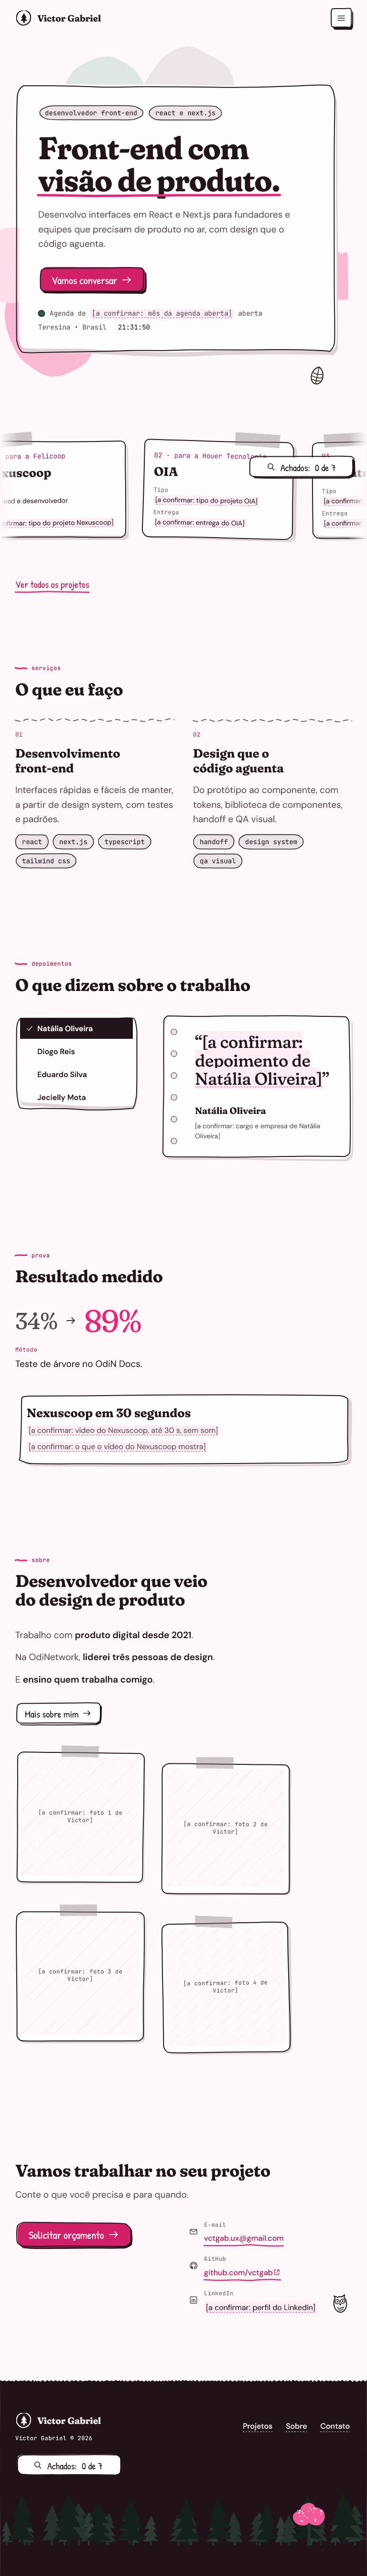 Victor Gabriel
desenvolvedor front-end
react e next.js
Front-end com
visão de produto.
Desenvolvo interfaces em React e Next.js para fundadores e
equipes que precisam de produto no ar, com design que o
código aguenta.
Vamos conversar →
Agenda de [a confirmar: mês da agenda aberta] aberta
Teresina • Brasil 21:31:50
para a Felicoop
xuscoop
ead e desenvolvedor
nfirmar: tipo do projeto Nexuscoop]
02 · para a Houer
OIA
Tipo
[a confirmar: tipo do projeto OIA]
Entrega
[a confirmar: entrega do OIA]
Achados: 0 de 7
Tipo
[a confirmar
Entrega
[a confirmar
Ver todos os projetos
serviços
O que eu faço
01
Desenvolvimento
front-end
Interfaces rápidas e fáceis de manter,
a partir de design system, com testes
e padrões.
react
next.js
typescript
tailwind css
02
Design que o
código aguenta
Do protótipo ao componente, com
tokens, biblioteca de componentes,
handoff e QA visual.
handoff
design system
qa visual
depoimentos
O que dizem sobre o trabalho
Natália Oliveira
Diogo Reis
Eduardo Silva
Jecielly Mota
“[a confirmar:
depoimento de
Natália Oliveira]”
Natália Oliveira
[a confirmar: cargo e empresa de Natália
Oliveira]
prova
Resultado medido
34% → 89%
Método
Teste de árvore no OdiN Docs.
Nexuscoop em 30 segundos
[a confirmar: vídeo do Nexuscoop, até 30 s, sem som]
[a confirmar: o que o vídeo do Nexuscoop mostra]
sobre
Desenvolvedor que veio
do design de produto
Trabalho com produto digital desde 2021.
Na OdiNetwork, liderei três pessoas de design.
E ensino quem trabalha comigo.
Mais sobre mim →
[a confirmar: foto 1 de
Victor]
[a confirmar: foto 2 de
Victor]
[a confirmar: foto 3 de
Victor]
[a confirmar: foto 4 de
Victor]
Vamos trabalhar no seu projeto
Conte o que você precisa e para quando.
Solicitar orçamento →
E-mail
vctgab.ux@gmail.com
GitHub
github.com/vctgab
LinkedIn
[a confirmar: perfil do LinkedIn]
Victor Gabriel
Victor Gabriel © 2026
Projetos
Sobre
Contato
Achados: 0 de 7